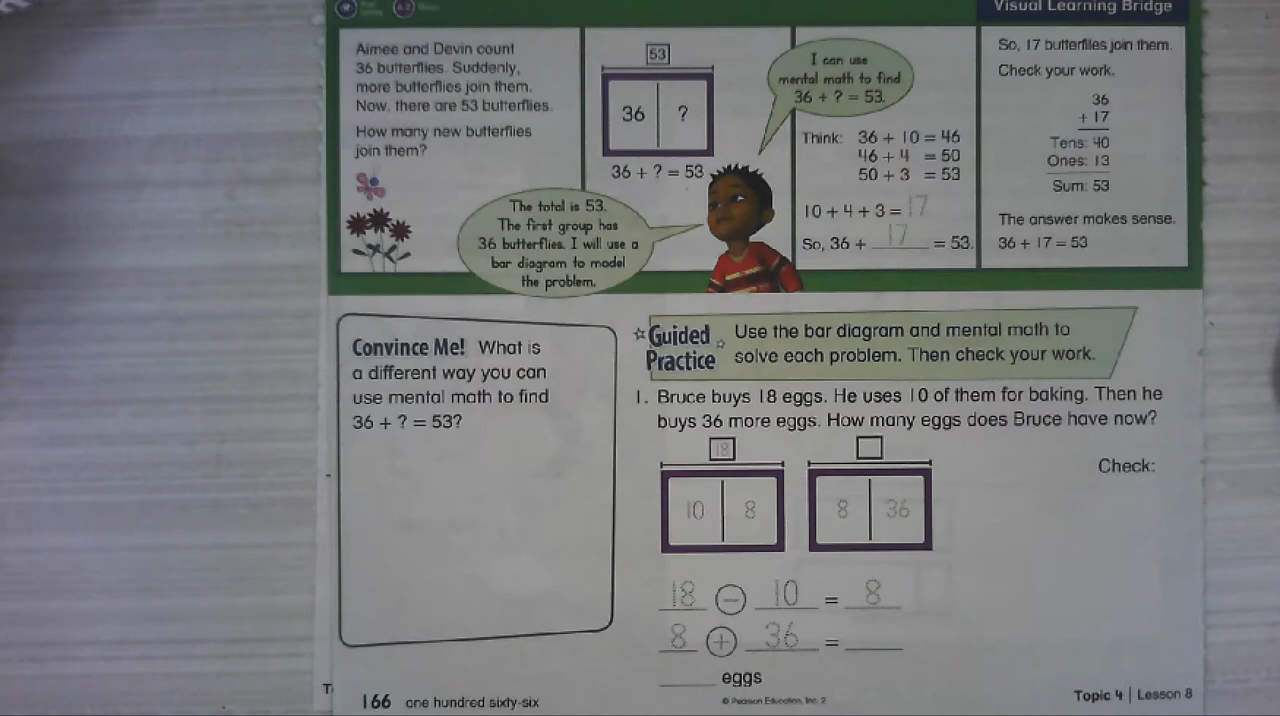 Visual Learning Bridge
Aimee and Devin count
36 butterflies. Suddenly,
more butterflies join them.
Now, there are 53 butterflies.
How many new butterflies
join them?
53
36 ?
36 + ? = 53
The total is 53.
The first group has
36 butterflies. I will use a
bar diagram to model
the problem.
I can use
mental math to find
36 + ? = 53.
Think: 36 + 10 = 46
46 + 4 = 50
50 + 3 = 53
10 + 4 + 3 = 17
So, 36 + 17 = 53.
So, 17 butterflies join them.
Check your work.
36
+ 17
Tens: 40
Ones: 13
Sum: 53
The answer makes sense.
36 + 17 = 53
Convince Me! What is
a different way you can
use mental math to find
36 + ? = 53?
Guided
Practice
Use the bar diagram and mental math to
solve each problem. Then check your work.
1. Bruce buys 18 eggs. He uses 10 of them for baking. Then he
buys 36 more eggs. How many eggs does Bruce have now?
18
10 8
8 36
Check:
18 − 10 = 8
8 + 36 = ____
____ eggs
166 one hundred sixty-six
© Pearson Education, Inc. 2
Topic 4 | Lesson 8